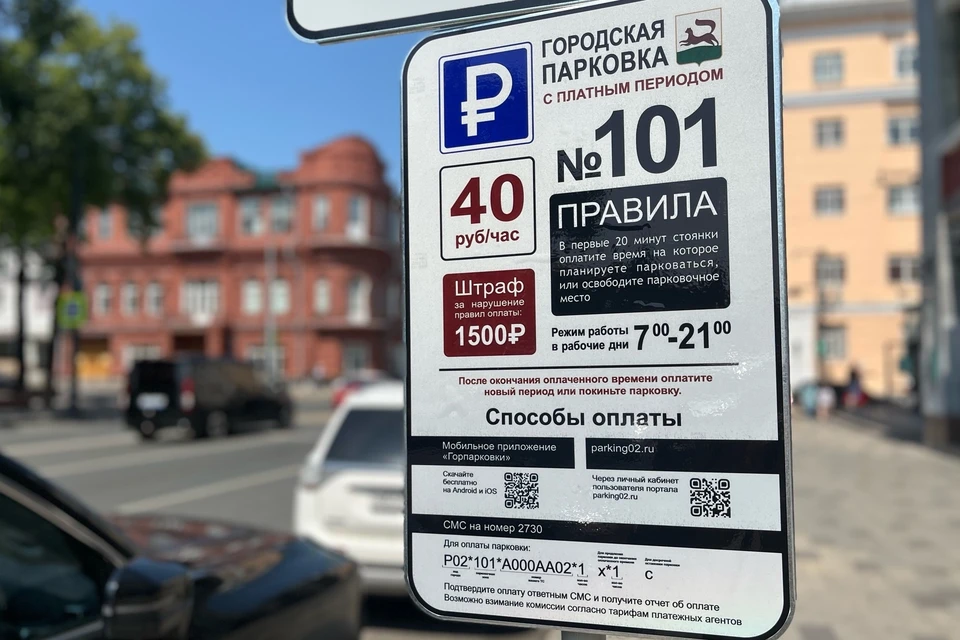 ГОРОДСКАЯ
ПАРКОВКА
С ПЛАТНЫМ ПЕРИОДОМ
№101
40
руб/час
ПРАВИЛА
В первые 20 минут стоянки
оплатите время на которое
планируете парковаться,
или освободите парковочное
место
Штраф
за нарушение
правил оплаты:
1500₽
Режим работы
в рабочие дни 7⁰⁰-21⁰⁰
После окончания оплаченного времени оплатите
новый период или покиньте парковку.
Способы оплаты
Мобильное приложение
«Горпарковки»
parking02.ru
Скачайте
бесплатно
на Android и iOS
Через личный кабинет
пользователя портала
parking02.ru
СМС на номер 2730
Для оплаты парковки:
P02*101*A000AA02*1
x*1
c
Подтвердите оплату ответным СМС и получите отчет об оплате
Возможно взимание комиссии согласно тарифам платежных агентов